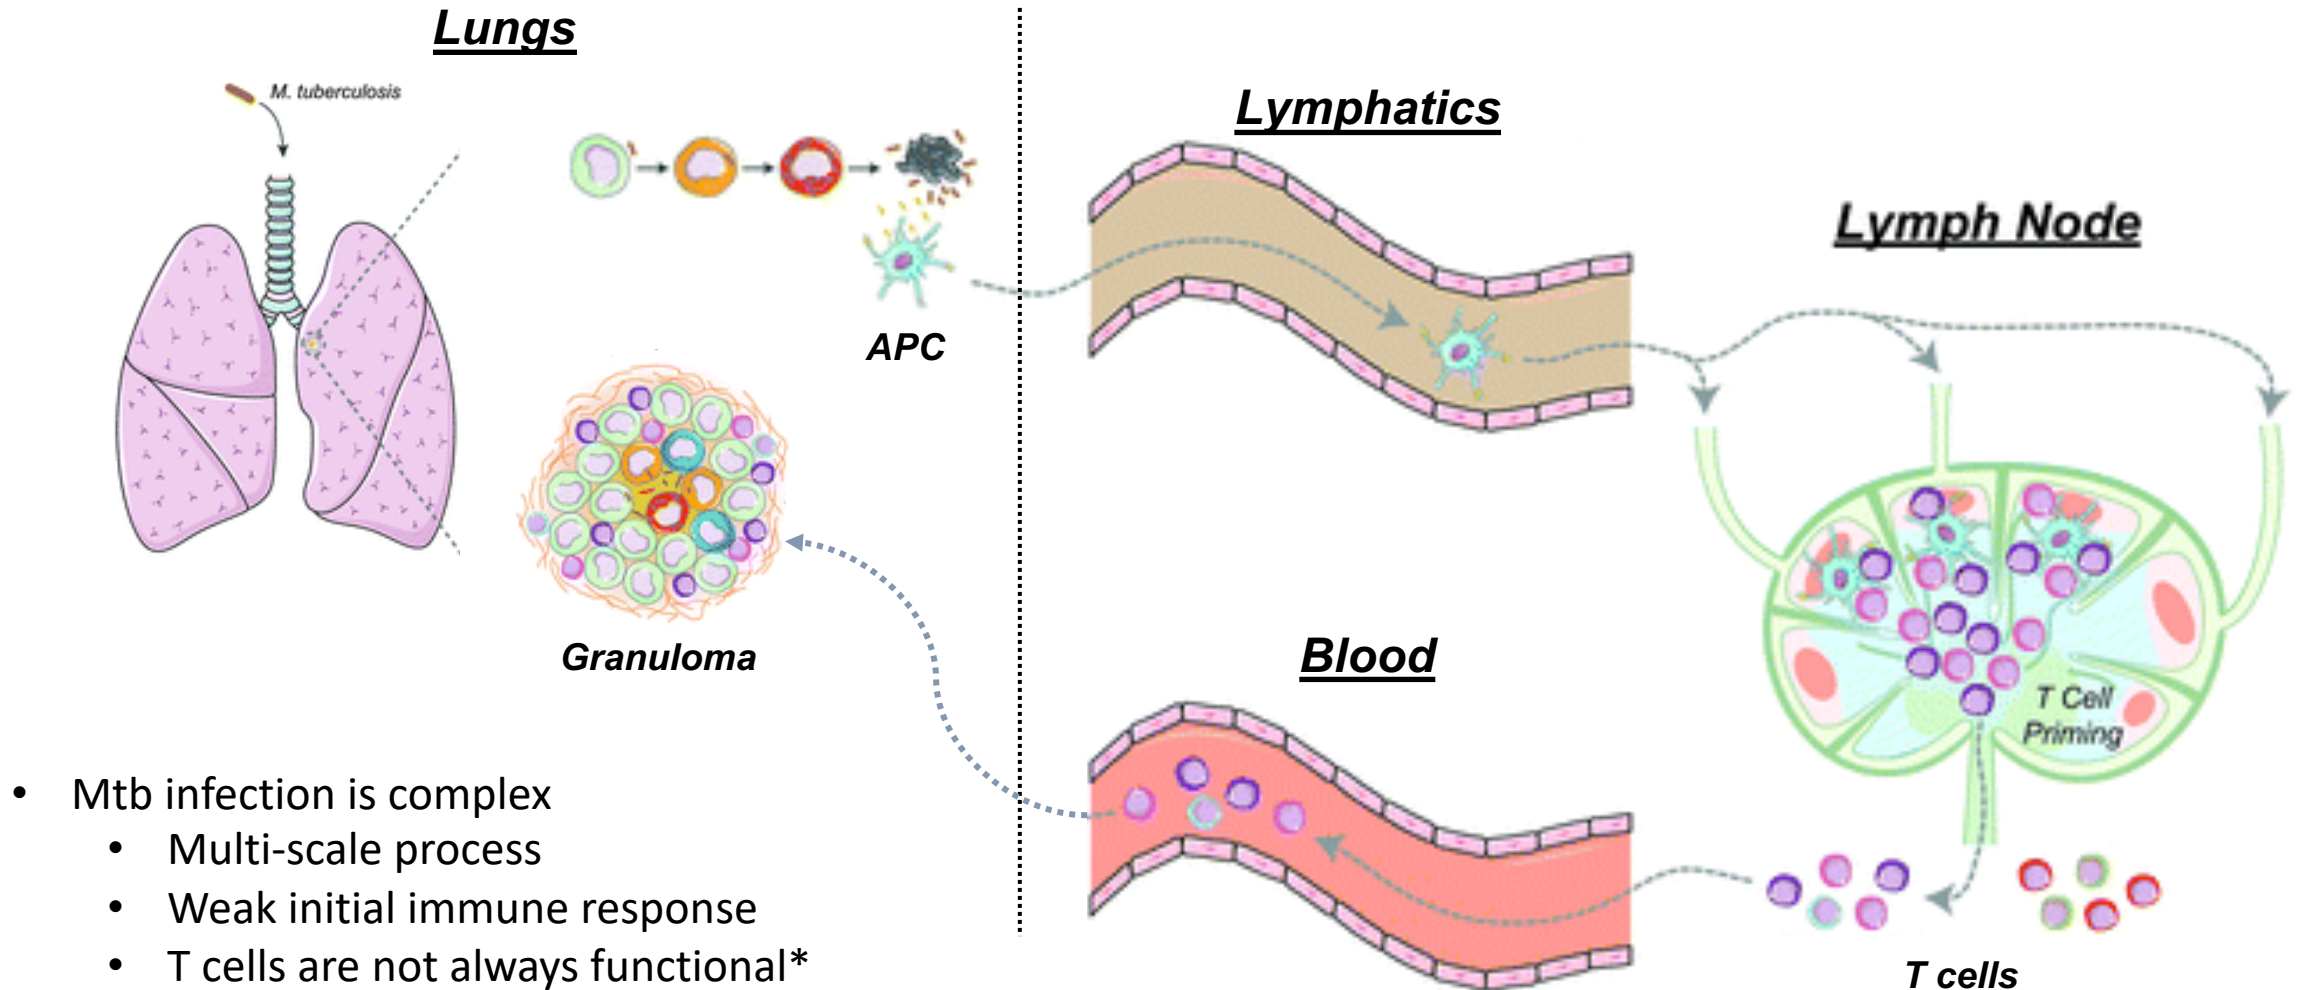 Lungs
M. tuberculosis
APC
Granuloma
Lymphatics
Lymph Node
Blood
T Cell
Priming
T cells
• Mtb infection is complex
• Multi-scale process
• Weak initial immune response
• T cells are not always functional*